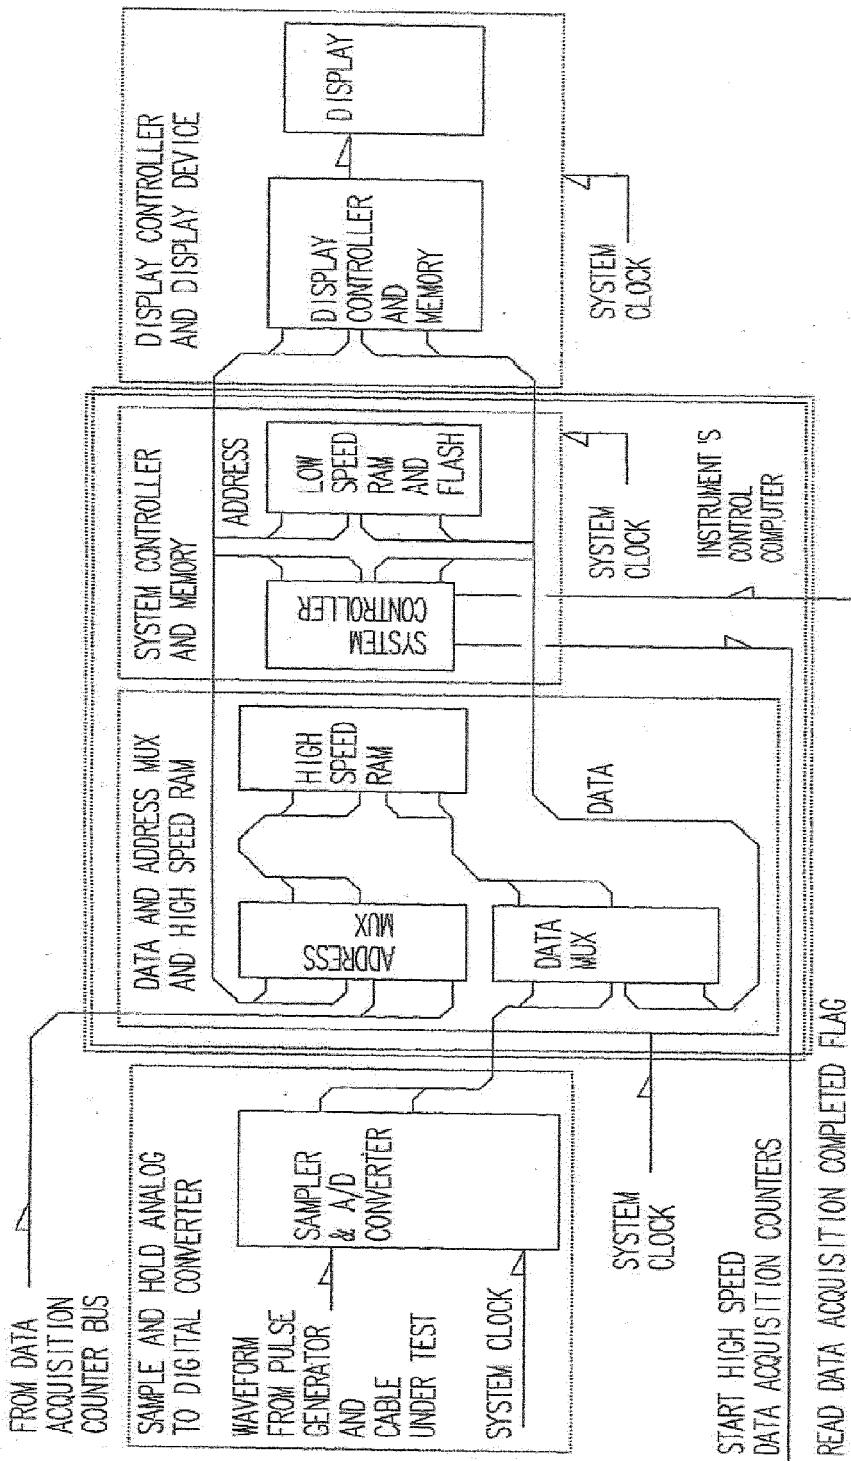 FROM DATA
ACQUISITION
COUNTER BUS
SAMPLE AND HOLD ANALOG
TO DIGITAL CONVERTER
WAVEFORM
FROM PULSE
GENERATOR
AND
CABLE
UNDER TEST
SYSTEM CLOCK
SAMPLER
& A/D
CONVERTER
DATA AND ADDRESS MUX
AND HIGH SPEED RAM
ADDRESS
MUX
HIGH
SPEED
RAM
DATA
MUX
DATA
SYSTEM
CLOCK
SYSTEM CONTROLLER
AND MEMORY
SYSTEM
CONTROLLER
ADDRESS
LOW
SPEED
RAM
AND
FLASH
SYSTEM
CLOCK
INSTRUMENT'S
CONTROL
COMPUTER
DISPLAY CONTROLLER
AND DISPLAY DEVICE
DISPLAY
CONTROLLER
AND
MEMORY
DISPLAY
SYSTEM
CLOCK
START HIGH SPEED
DATA ACQUISITION COUNTERS
READ DATA ACQUISITION COMPLETED FLAG